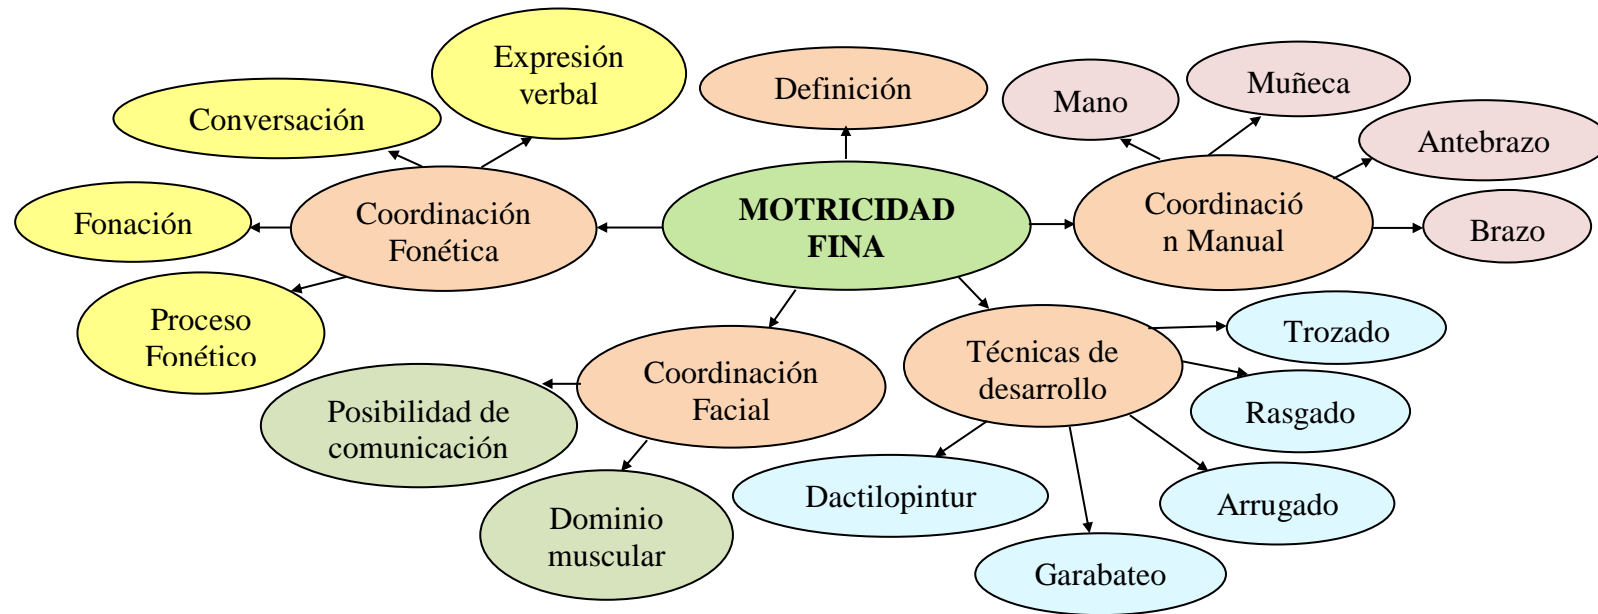 Expresión
verbal
Definición
Mano
Muñeca
Conversación
Antebrazo
Fonación
Coordinación
Fonética
MOTRICIDAD
FINA
Coordinació
n Manual
Brazo
Proceso
Fonético
Trozado
Coordinación
Facial
Técnicas de
desarrollo
Posibilidad de
comunicación
Rasgado
Dactilopintur
Arrugado
Dominio
muscular
Garabateo